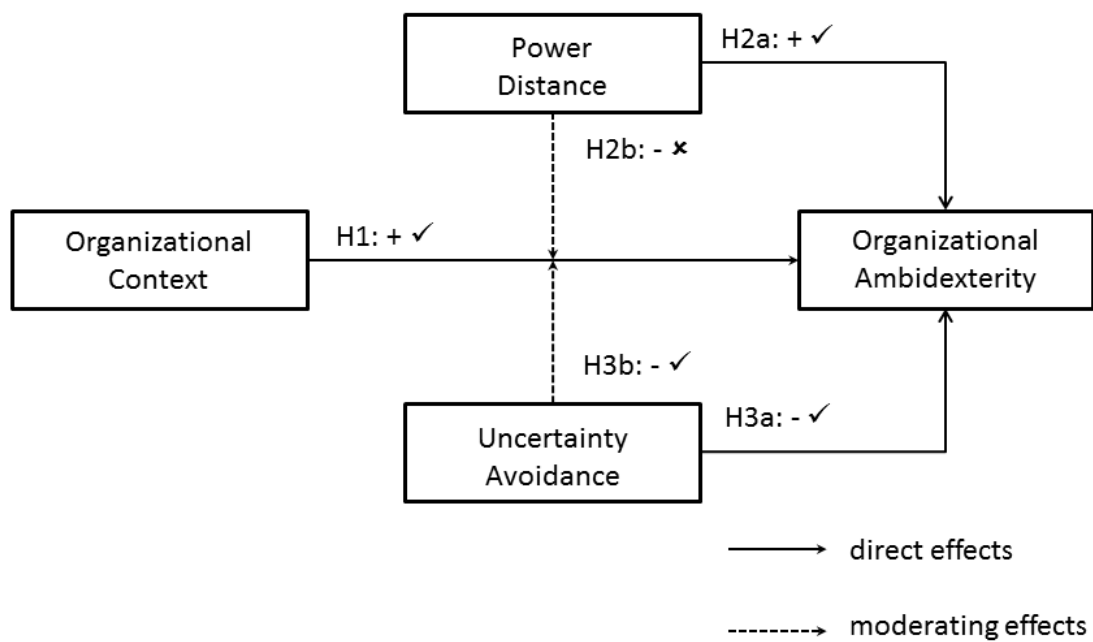 Power
Distance
H2a: + ✓
H2b: - ✘
Organizational
Context
H1: + ✓
Organizational
Ambidexterity
H3b: - ✓
Uncertainty
Avoidance
H3a: - ✓
direct effects
moderating effects